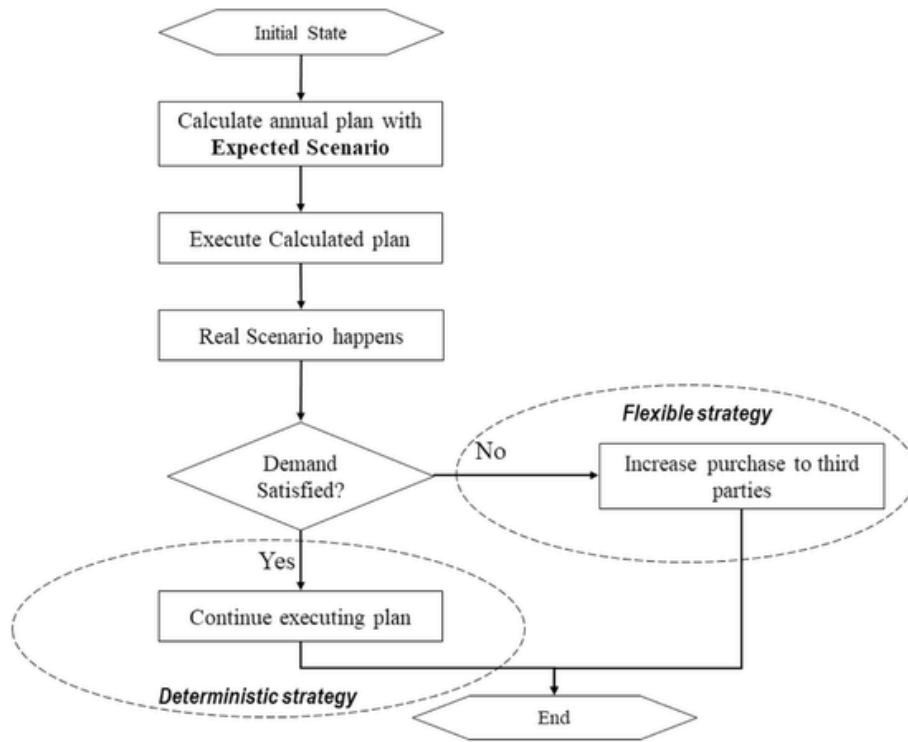 Initial State
Calculate annual plan with
Expected Scenario
Execute Calculated plan
Real Scenario happens
Flexible strategy
Demand
Satisfied?
No
Increase purchase to third
parties
Yes
Continue executing plan
Deterministic strategy
End